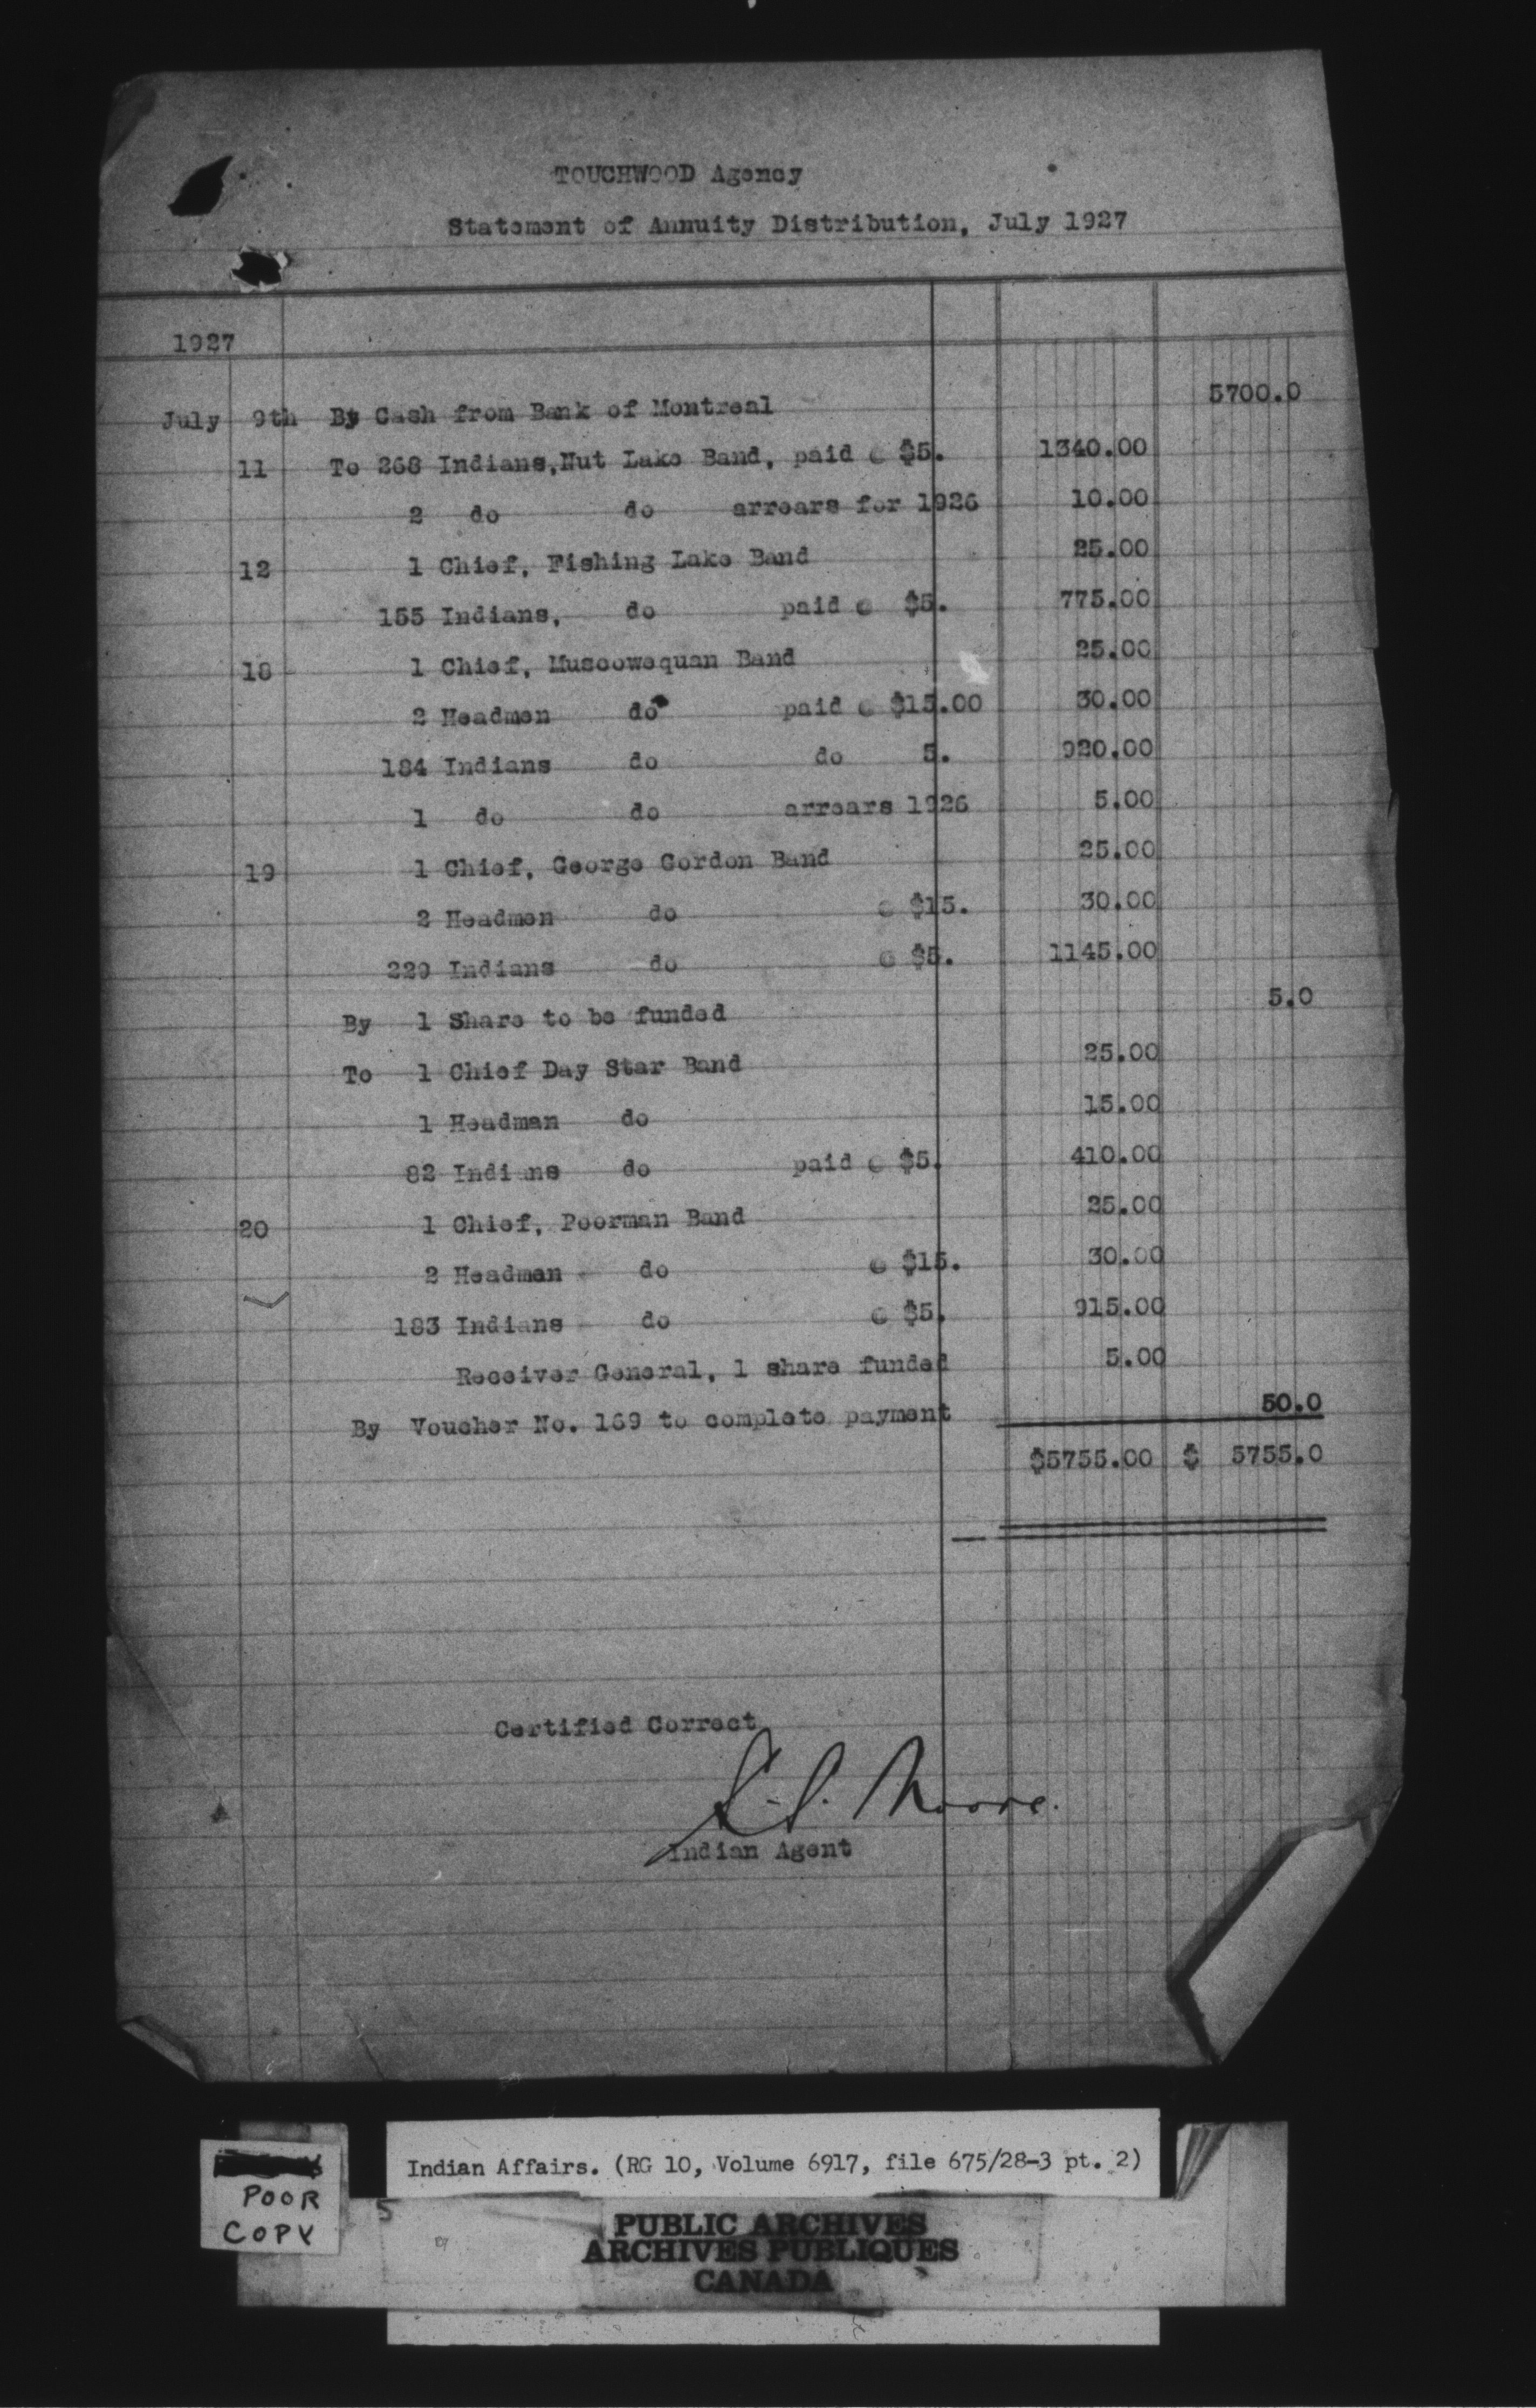 TOUCHWOOD Agency
Statement of Annuity Distribution, July 1927
1927
July 9th By Cash from Bank of Montreal 5700.0
11 To 268 Indians,Nut Lake Band, paid @ $5. 1340.00
2 do do arrears for 1926 10.00
12 1 Chief, Fishing Lake Band 25.00
155 Indians, do paid @ $5. 775.00
18 1 Chief, Muscowequan Band 25.00
2 Headmen do paid @ $15.00 30.00
184 Indians do do 5. 920.00
1 do do arrears 1926 5.00
19 1 Chief, George Gordon Band 25.00
2 Headmen do @ $15. 30.00
229 Indians do @ $5. 1145.00
By 1 Share to be funded 5.0
To 1 Chief Day Star Band 25.00
1 Headman do 15.00
82 Indians do paid @ $5. 410.00
20 1 Chief, Poorman Band 25.00
2 Headmen do @ $15. 30.00
183 Indians do @ $5. 915.00
Receiver General, 1 share funded 5.00
By Voucher No. 169 to complete payment 50.0
$5755.00 $ 5755.0
Certified Correct
Moore.
Indian Agent
Indian Affairs. (RG 10, Volume 6917, file 675/28-3 pt. 2)
POOR
COPY
PUBLIC ARCHIVES
ARCHIVES PUBLIQUES
CANADA